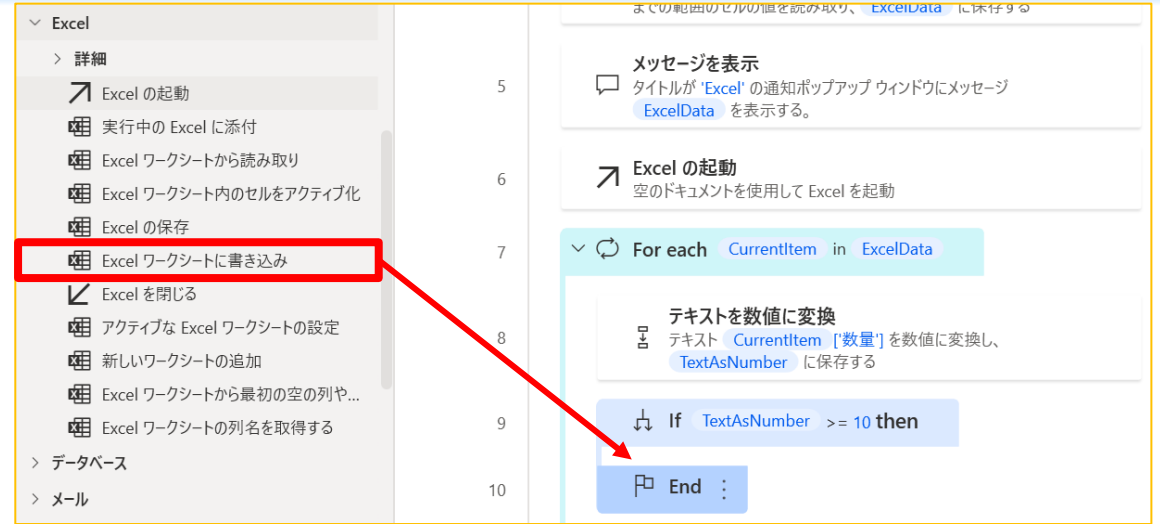 Excel
詳細
Excel の起動
実行中の Excel に添付
Excel ワークシートから読み取り
Excel ワークシート内のセルをアクティブ化
Excel の保存
Excel ワークシートに書き込み
Excel を閉じる
アクティブな Excel ワークシートの設定
新しいワークシートの追加
Excel ワークシートから最初の空の列や...
Excel ワークシートの列名を取得する
データベース
メール
までの範囲のセルの値を読み取り、 ExcelData に保存する
5
メッセージを表示
タイトルが 'Excel' の通知ポップアップ ウィンドウにメッセージ
ExcelData を表示する。
6
Excel の起動
空のドキュメントを使用して Excel を起動
7
For each CurrentItem in ExcelData
8
テキストを数値に変換
テキスト CurrentItem ['数量'] を数値に変換し、
TextAsNumber に保存する
9
If TextAsNumber >= 10 then
10
End